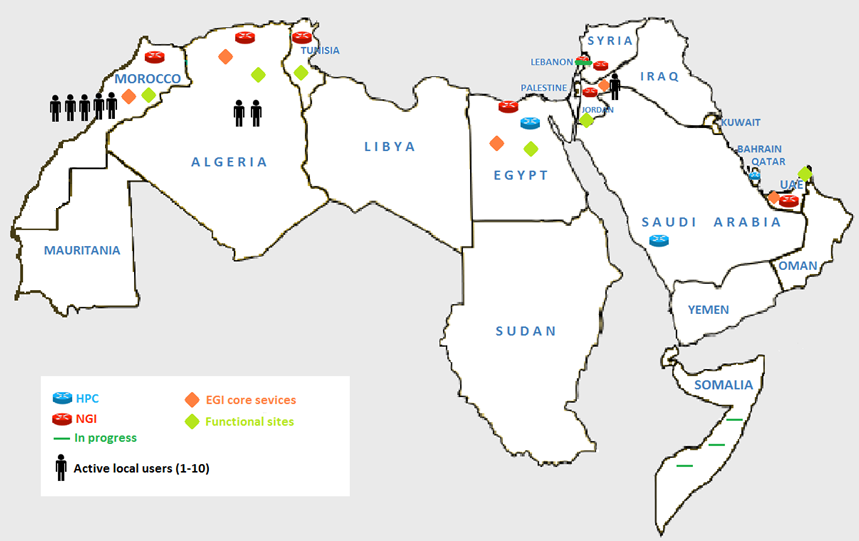 SYRIA
TUNISIA
LEBANON
IRAQ
MOROCCO
PALESTINE
JORDAN
KUWAIT
LIBYA
BAHRAIN
ALGERIA
QATAR
EGYPT
UAE
SAUDI ARABIA
MAURITANIA
OMAN
YEMEN
SUDAN
SOMALIA
HPC
EGI core sevices
NGI
Functional sites
In progress
Active local users (1-10)